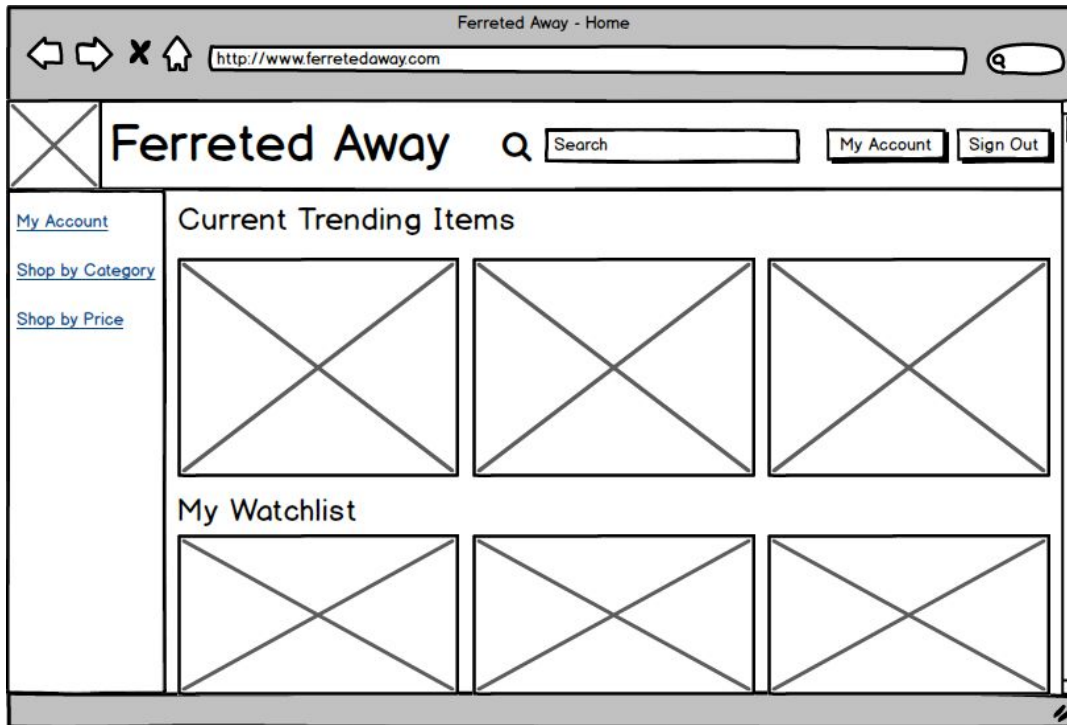 Ferreted Away - Home
http://www.ferretedaway.com
Ferreted Away
Search
My Account
Sign Out
My Account
Shop by Category
Shop by Price
Current Trending Items
My Watchlist